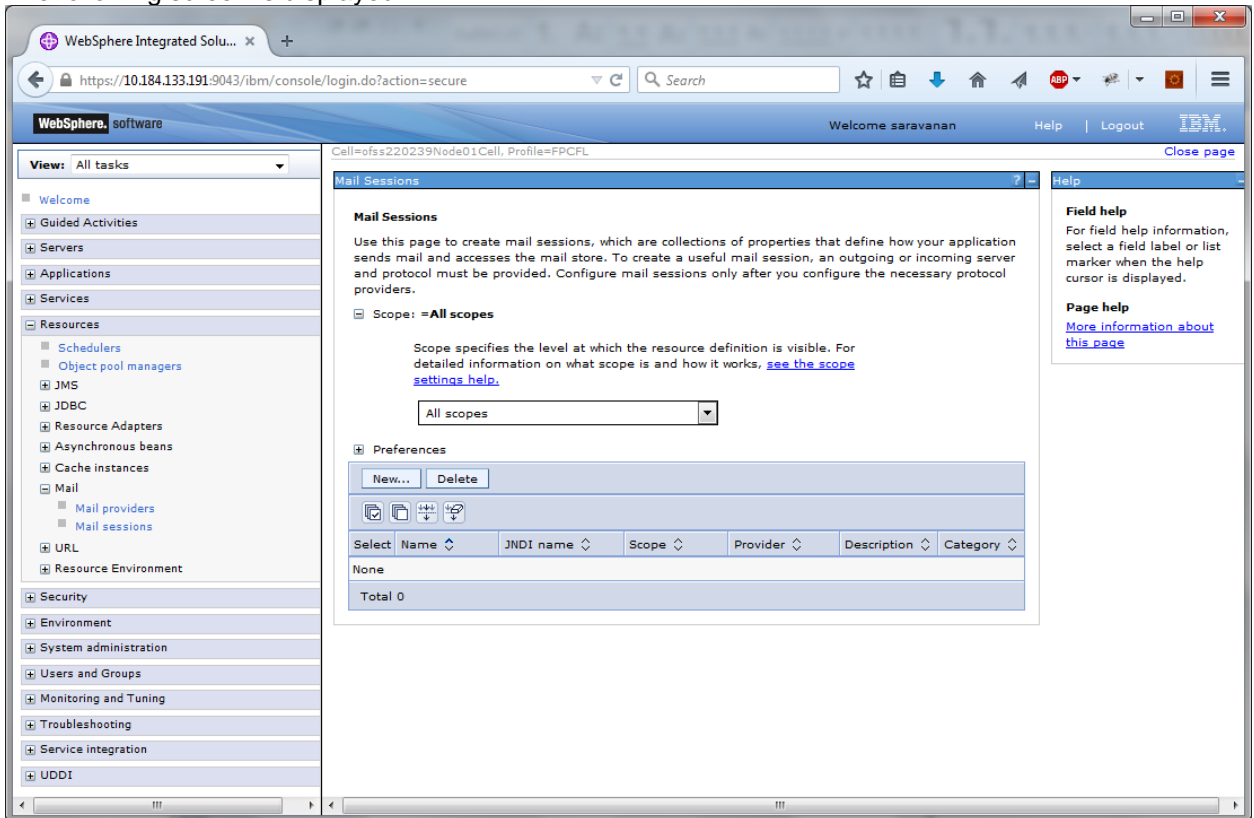 WebSphere Integrated Solu...
https://10.184.133.191:9043/ibm/console/login.do?action=secure
Search
ABP
WebSphere. software
Welcome saravanan
Help | Logout
IBM.
View: All tasks
Welcome
Guided Activities
Servers
Applications
Services
Resources
Schedulers
Object pool managers
JMS
JDBC
Resource Adapters
Asynchronous beans
Cache instances
Mail
Mail providers
Mail sessions
URL
Resource Environment
Security
Environment
System administration
Users and Groups
Monitoring and Tuning
Troubleshooting
Service integration
UDDI
Cell=ofss220239Node01Cell, Profile=FPCFL
Close page
Mail Sessions
?
Mail Sessions
Use this page to create mail sessions, which are collections of properties that define how your application
sends mail and accesses the mail store. To create a useful mail session, an outgoing or incoming server
and protocol must be provided. Configure mail sessions only after you configure the necessary protocol
providers.
Scope: =All scopes
Scope specifies the level at which the resource definition is visible. For
detailed information on what scope is and how it works, see the scope
settings help.
All scopes
Preferences
New... Delete
Select Name JNDI name Scope Provider Description Category
None
Total 0
Help
Field help
For field help information,
select a field label or list
marker when the help
cursor is displayed.
Page help
More information about
this page